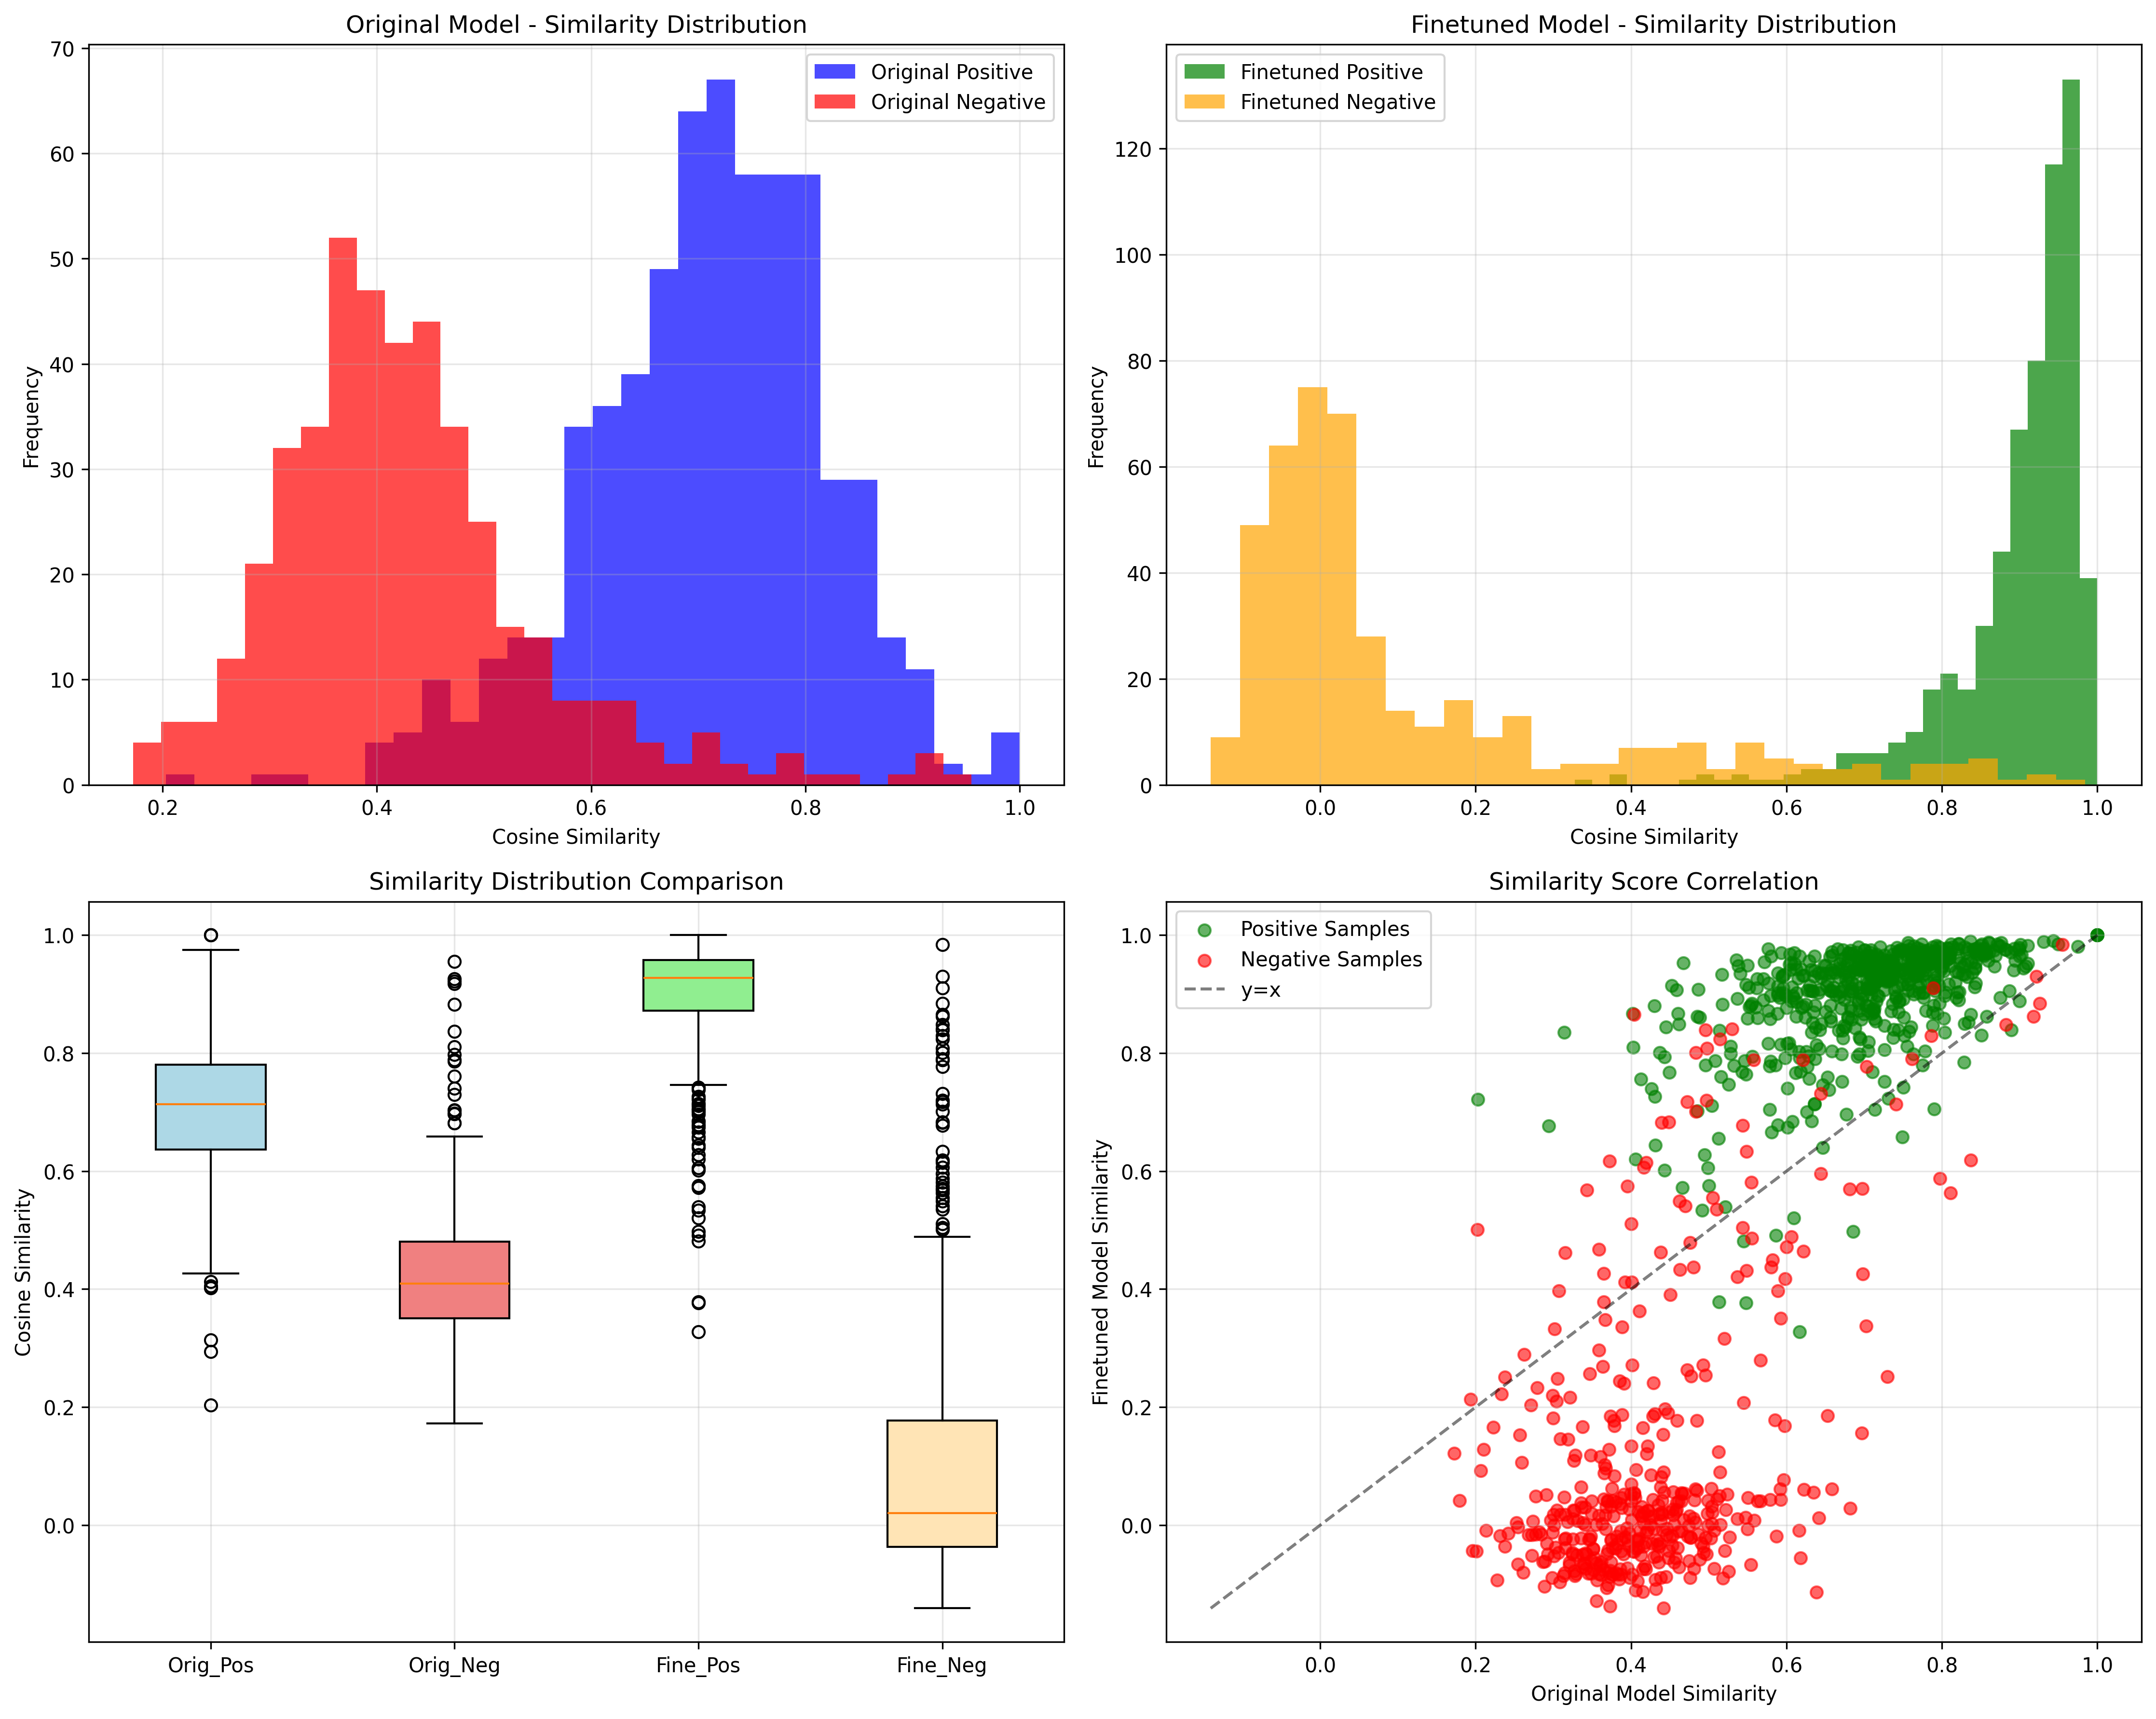 Original Model - Similarity Distribution
70
60
50
40
30
20
10
0
Frequency
Original Positive
Original Negative
0.2 0.4 0.6 0.8 1.0
Cosine Similarity
Finetuned Model - Similarity Distribution
120
100
80
60
40
20
0
Frequency
Finetuned Positive
Finetuned Negative
0.0 0.2 0.4 0.6 0.8 1.0
Cosine Similarity
Similarity Distribution Comparison
1.0
0.8
0.6
0.4
0.2
0.0
Cosine Similarity
Orig_Pos Orig_Neg Fine_Pos Fine_Neg
Similarity Score Correlation
1.0
0.8
0.6
0.4
0.2
0.0
Finetuned Model Similarity
Positive Samples
Negative Samples
y=x
0.0 0.2 0.4 0.6 0.8 1.0
Original Model Similarity